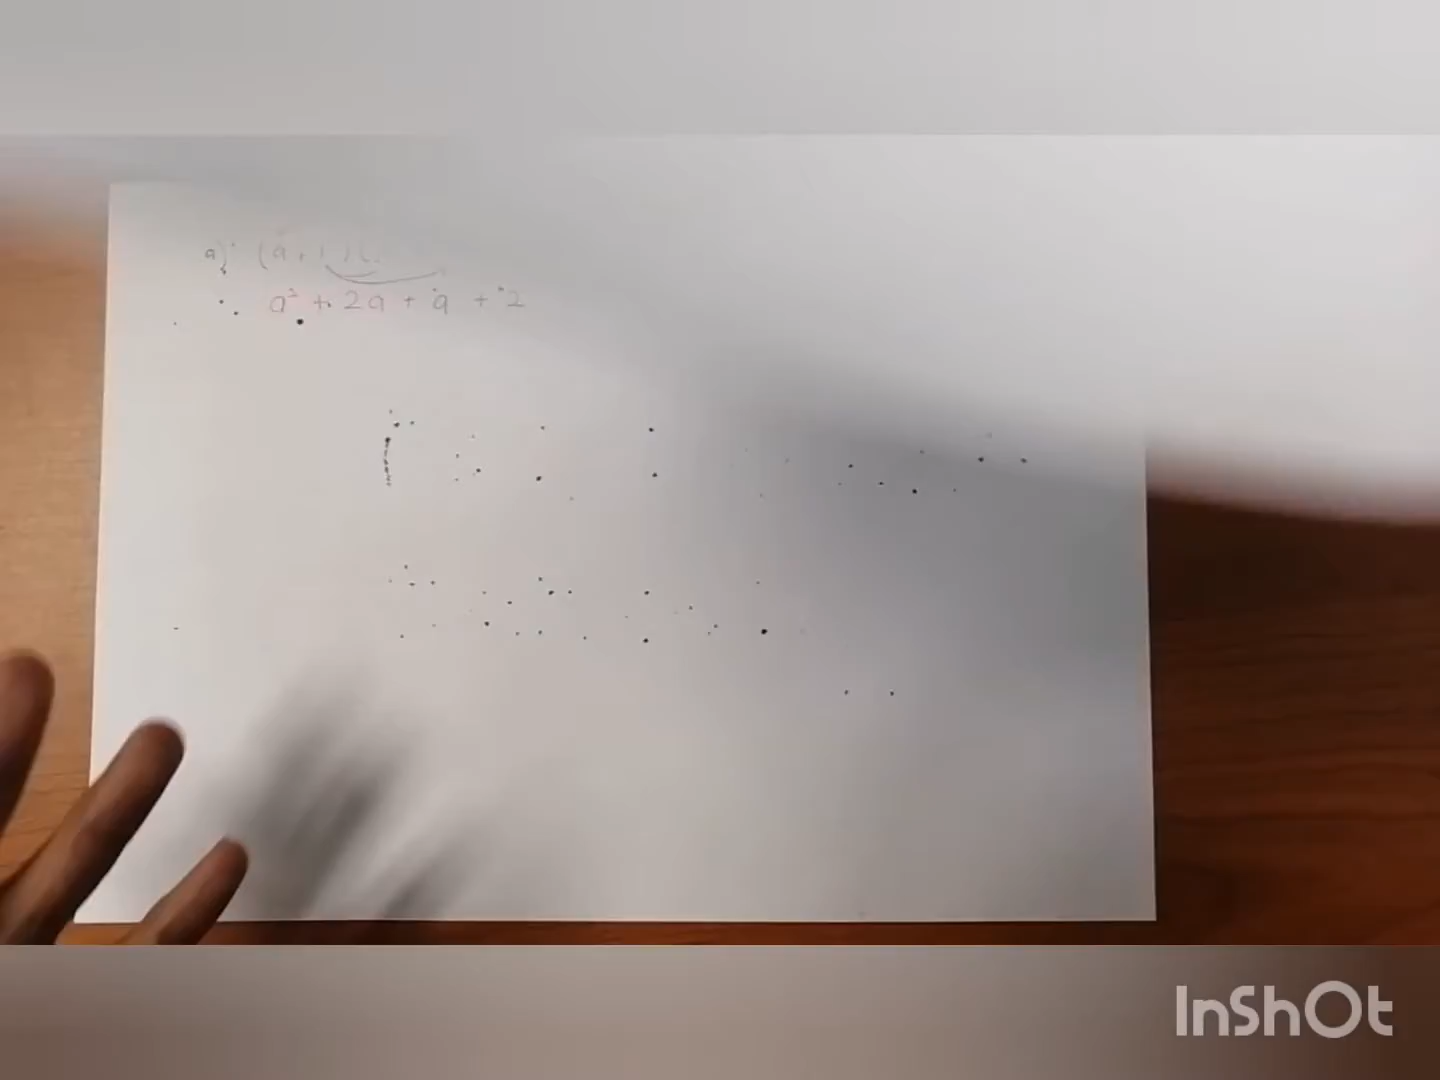 a) (a+1)(
a² + 2a + a + 2
InShOt